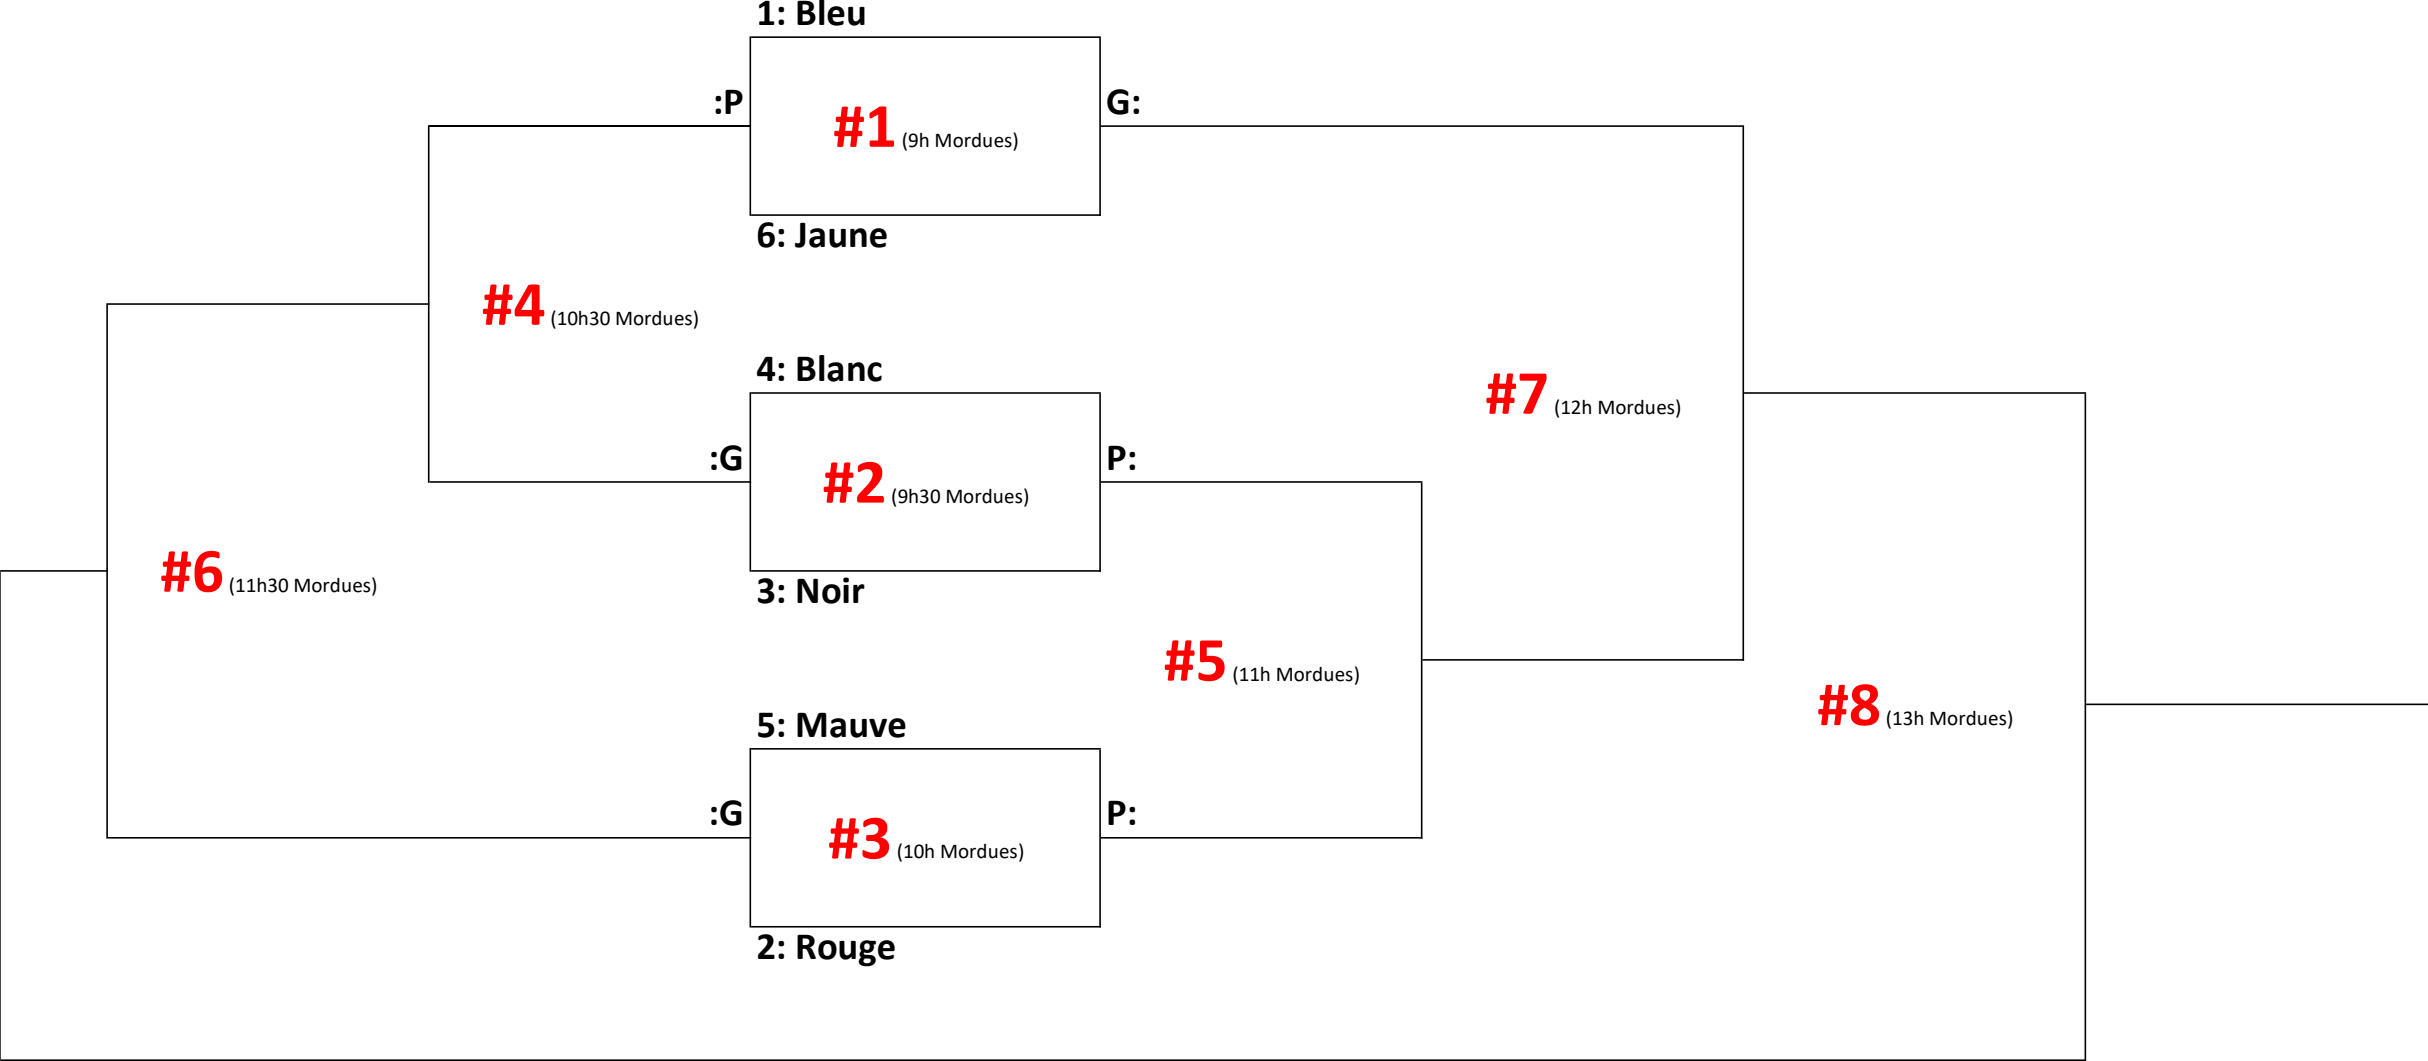 1: Bleu
:P
#1 (9h Mordues)
G:
6: Jaune
#4 (10h30 Mordues)
4: Blanc
#7 (12h Mordues)
:G
#2 (9h30 Mordues)
P:
#6 (11h30 Mordues)
3: Noir
#5 (11h Mordues)
5: Mauve
#8 (13h Mordues)
:G
#3 (10h Mordues)
P:
2: Rouge